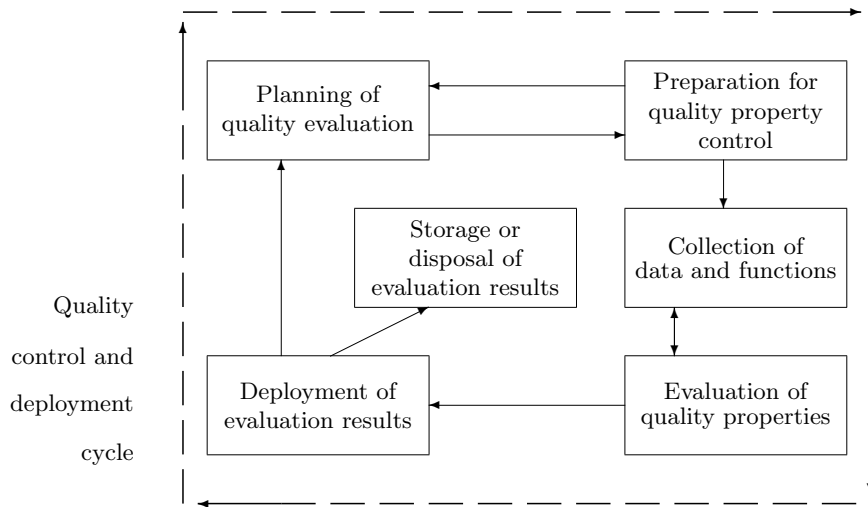 Planning of
quality evaluation
Preparation for
quality property
control
Storage or
disposal of
evaluation results
Collection of
data and functions
Quality
control and
deployment
cycle
Deployment of
evaluation results
Evaluation of
quality properties